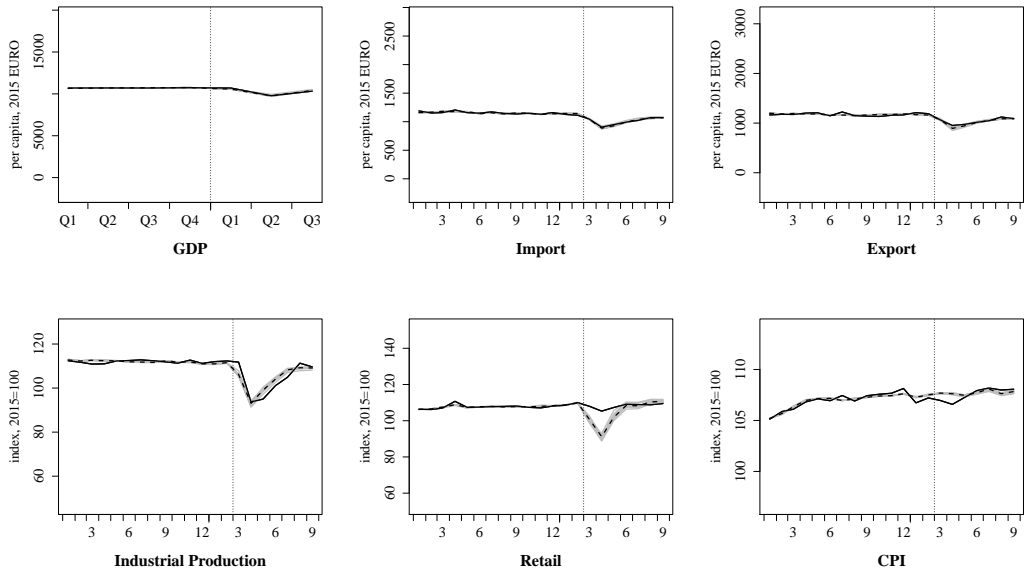 per capita, 2015 EURO
0 5000 15000
Q1 Q2 Q3 Q4 Q1 Q2 Q3
GDP
per capita, 2015 EURO
0 500 1500 2500
3 6 9 12 3 6 9
Import
per capita, 2015 EURO
0 1000 2000 3000
3 6 9 12 3 6 9
Export
index, 2015=100
60 80 100 120
3 6 9 12 3 6 9
Industrial Production
index, 2015=100
60 80 100 120 140
3 6 9 12 3 6 9
Retail
index, 2015=100
100 105 110
3 6 9 12 3 6 9
CPI